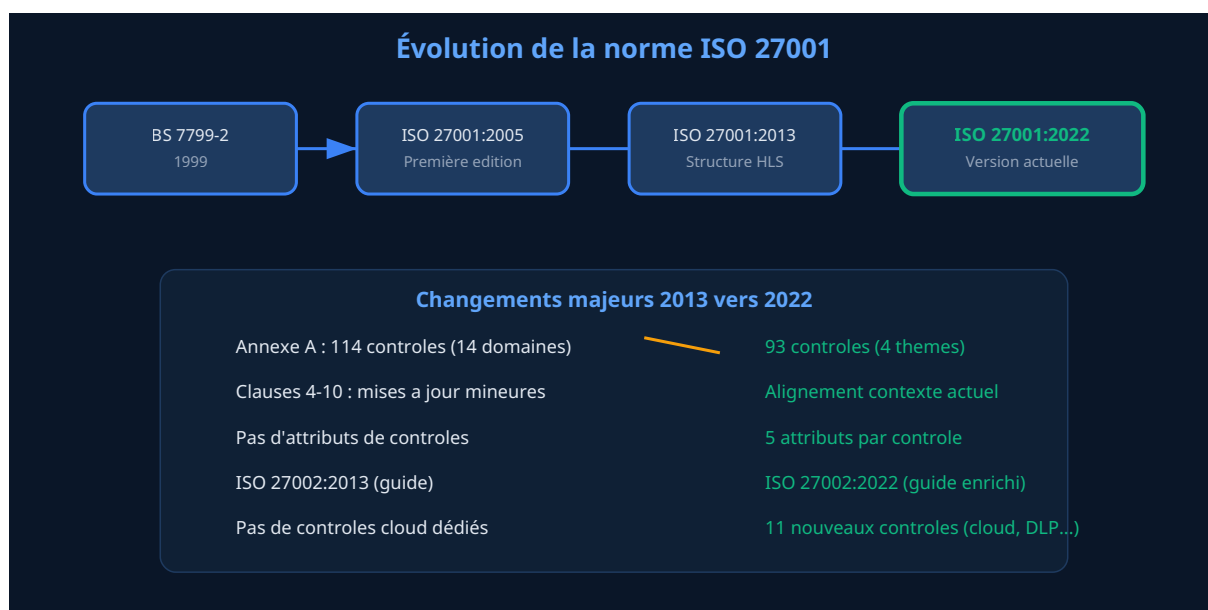 Évolution de la norme ISO 27001
BS 7799-2
1999
ISO 27001:2005
Première edition
ISO 27001:2013
Structure HLS
ISO 27001:2022
Version actuelle
Changements majeurs 2013 vers 2022
Annexe A : 114 controles (14 domaines)
93 controles (4 themes)
Clauses 4-10 : mises a jour mineures
Alignement contexte actuel
Pas d'attributs de controles
5 attributs par controle
ISO 27002:2013 (guide)
ISO 27002:2022 (guide enrichi)
Pas de controles cloud dédiés
11 nouveaux controles (cloud, DLP...)